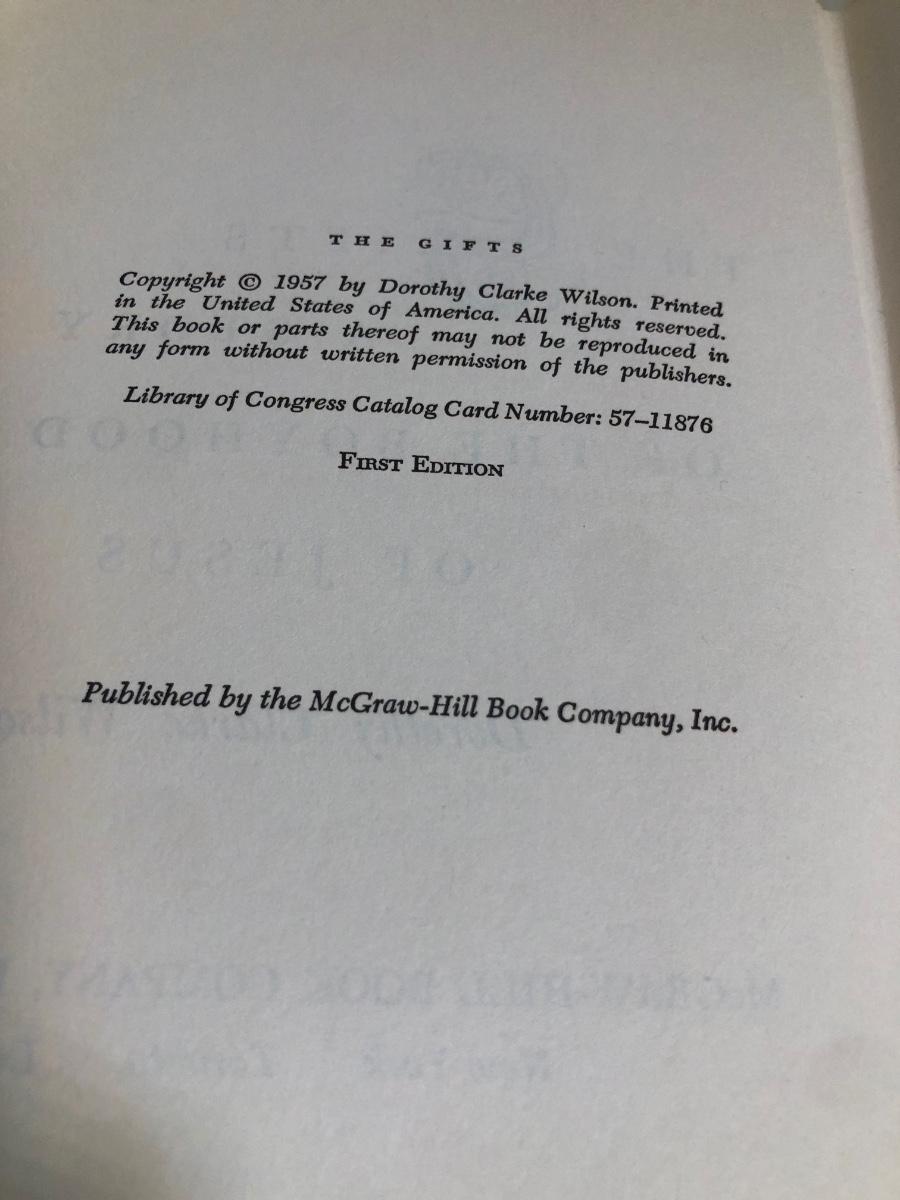 THE GIFTS
Copyright © 1957 by Dorothy Clarke Wilson. Printed
in the United States of America. All rights reserved.
This book or parts thereof may not be reproduced in
any form without written permission of the publishers.
Library of Congress Catalog Card Number: 57–11876
FIRST EDITION
Published by the McGraw-Hill Book Company, Inc.